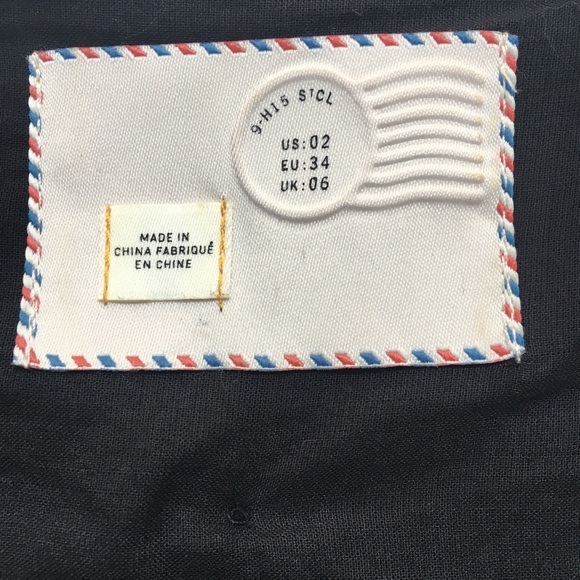 9-H15 STCL
US:02
EU:34
UK:06
MADE IN
CHINA FABRIQUÉ
EN CHINE